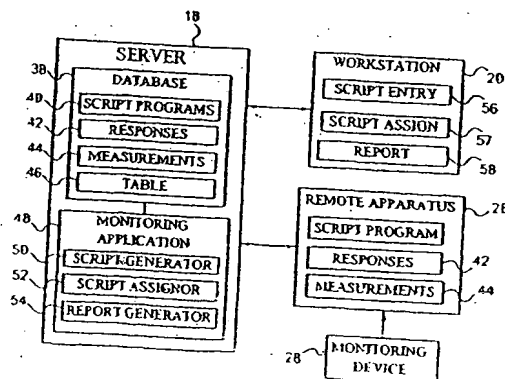 18
SERVER
38
DATABASE
40
SCRIPT PROGRAMS
42
RESPONSES
44
MEASUREMENTS
46
TABLE
48
MONITORING
APPLICATION
50
SCRIPT GENERATOR
52
SCRIPT ASSIGNOR
54
REPORT GENERATOR
WORKSTATION
20
SCRIPT ENTRY
56
SCRIPT ASSIGN
57
REPORT
58
REMOTE APPARATUS
26
SCRIPT PROGRAM
RESPONSES
42
MEASUREMENTS
44
28
MONITORING
DEVICE